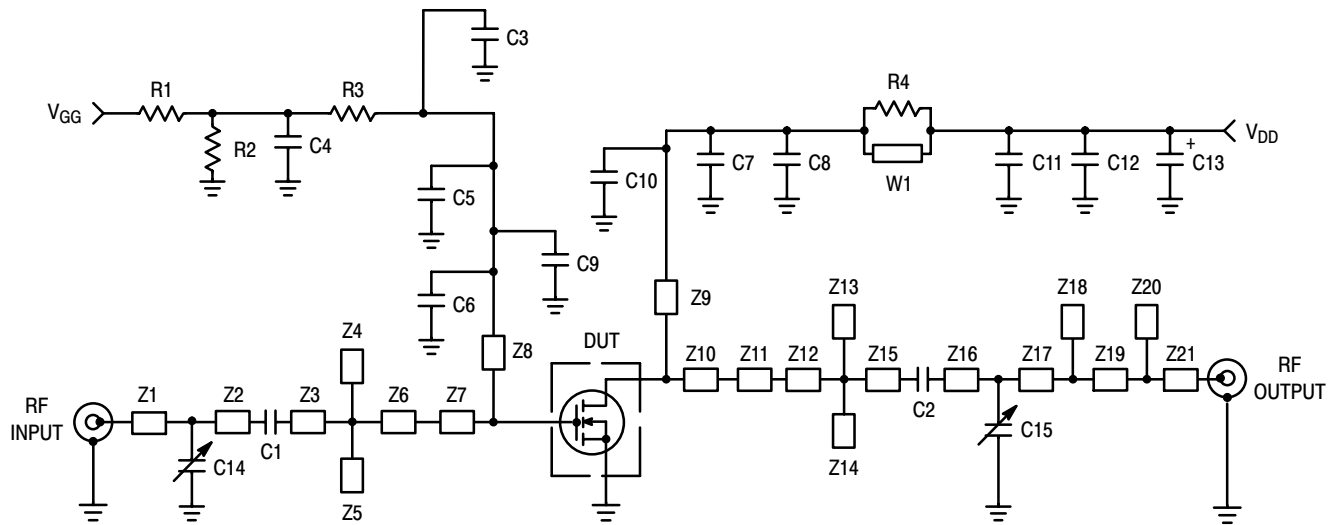 C3
R1
R3
R4
VGG
VDD
R2
C4
C7
C8
C11
C12
+
C13
C10
W1
C5
C9
C6
Z9
Z13
Z18
Z20
Z4
Z8
DUT
Z10
Z11
Z12
Z15
Z16
Z17
Z19
Z21
RF
OUTPUT
RF
INPUT
Z1
Z2
Z3
Z6
Z7
C1
C2
C14
C15
Z5
Z14